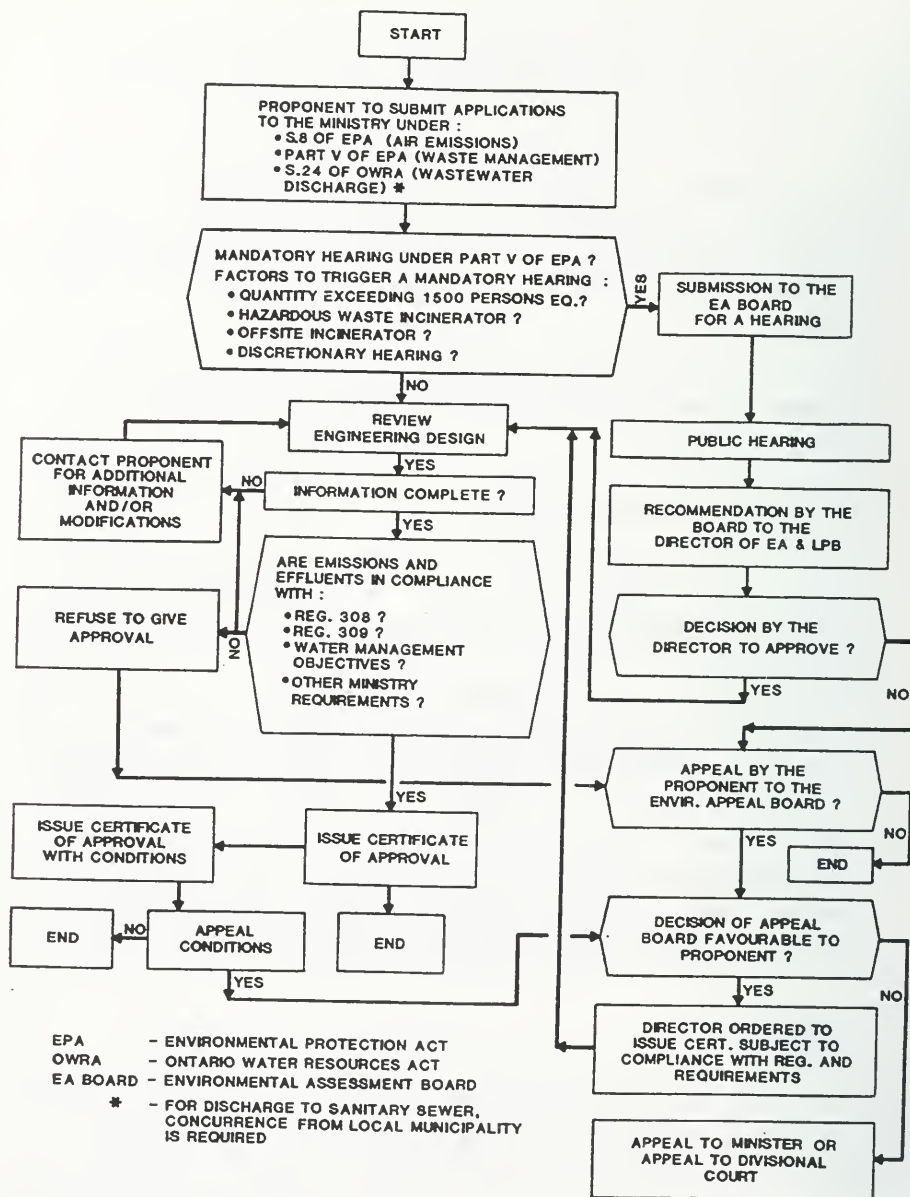 START
PROPONENT TO SUBMIT APPLICATIONS
TO THE MINISTRY UNDER :
• S.8 OF EPA (AIR EMISSIONS)
• PART V OF EPA (WASTE MANAGEMENT)
• S.24 OF OWRA (WASTEWATER
DISCHARGE) *
MANDATORY HEARING UNDER PART V OF EPA ?
FACTORS TO TRIGGER A MANDATORY HEARING :
• QUANTITY EXCEEDING 1500 PERSONS EQ.?
• HAZARDOUS WASTE INCINERATOR ?
• OFFSITE INCINERATOR ?
• DISCRETIONARY HEARING ?
YES
SUBMISSION TO THE
EA BOARD
FOR A HEARING
NO
REVIEW
ENGINEERING DESIGN
PUBLIC HEARING
YES
CONTACT PROPONENT
FOR ADDITIONAL
INFORMATION
AND/OR
MODIFICATIONS
NO
INFORMATION COMPLETE ?
RECOMMENDATION BY THE
BOARD TO THE
DIRECTOR OF EA & LPB
YES
ARE EMISSIONS AND
EFFLUENTS IN COMPLIANCE
WITH :
• REG. 308 ?
• REG. 309 ?
• WATER MANAGEMENT
OBJECTIVES ?
• OTHER MINISTRY
REQUIREMENTS ?
REFUSE TO GIVE
APPROVAL
NO
DECISION BY THE
DIRECTOR TO APPROVE ?
YES
NO
APPEAL BY THE
PROPONENT TO THE
ENVIR. APPEAL BOARD ?
YES
NO
YES
END
ISSUE CERTIFICATE
OF APPROVAL
WITH CONDITIONS
ISSUE CERTIFICATE
OF APPROVAL
END
NO
APPEAL
CONDITIONS
END
DECISION OF APPEAL
BOARD FAVOURABLE TO
PROPONENT ?
YES
YES
NO
DIRECTOR ORDERED TO
ISSUE CERT. SUBJECT TO
COMPLIANCE WITH REG. AND
REQUIREMENTS
EPA - ENVIRONMENTAL PROTECTION ACT
OWRA - ONTARIO WATER RESOURCES ACT
EA BOARD - ENVIRONMENTAL ASSESSMENT BOARD
* - FOR DISCHARGE TO SANITARY SEWER,
CONCURRENCE FROM LOCAL MUNICIPALITY
IS REQUIRED
APPEAL TO MINISTER OR
APPEAL TO DIVISIONAL
COURT